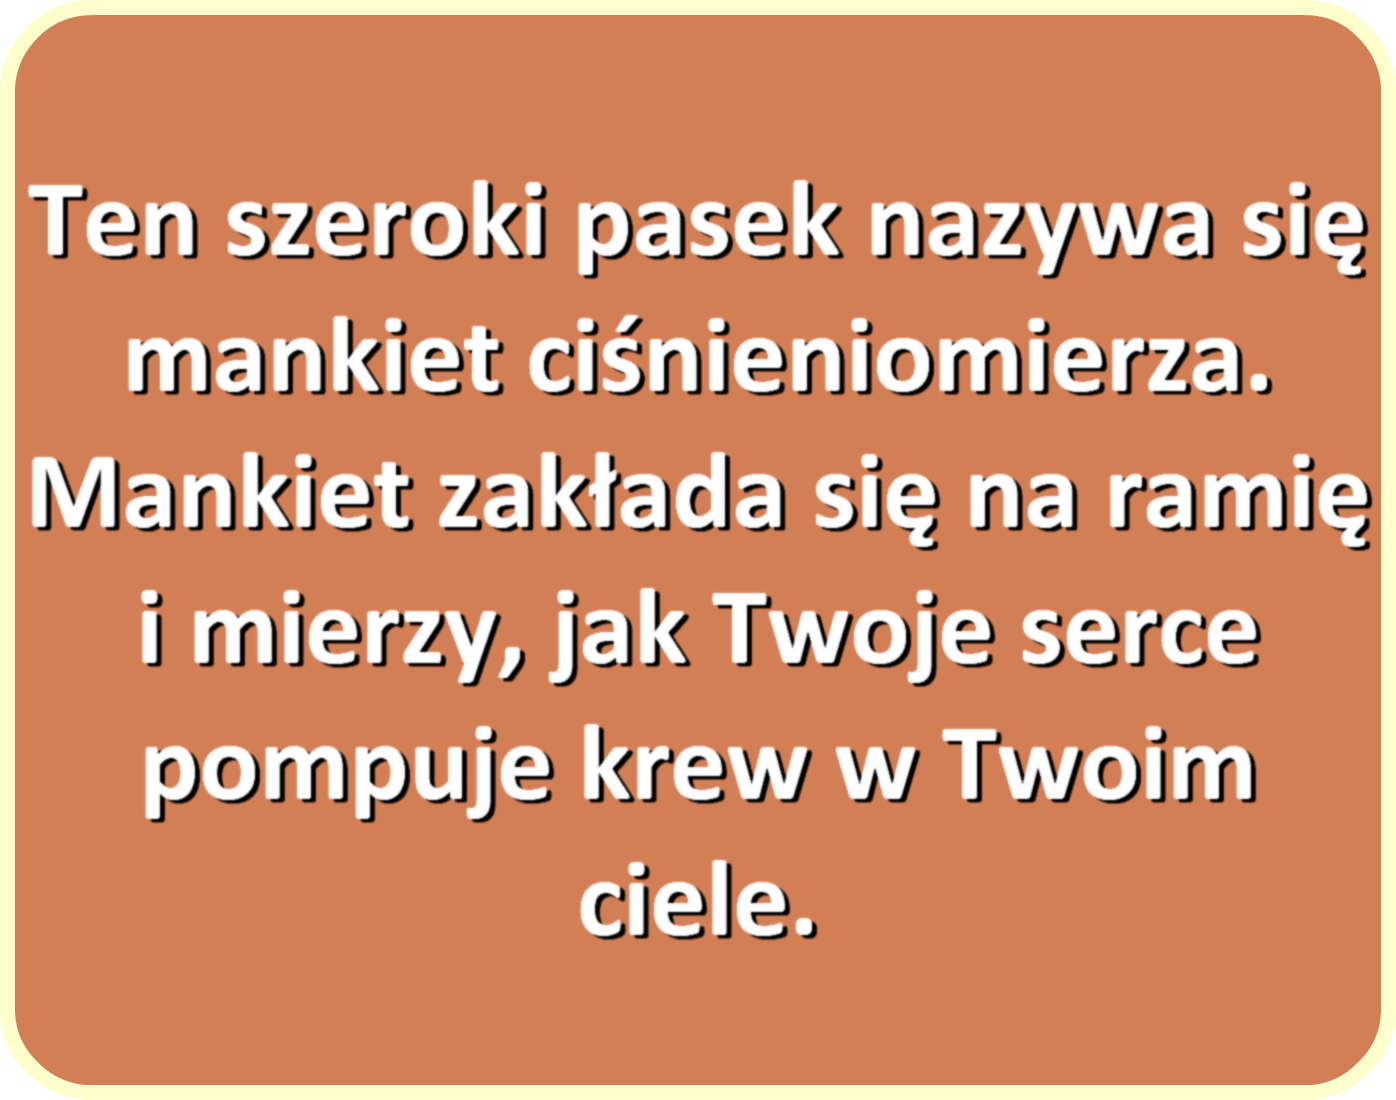 Ten szeroki pasek nazywa się
mankiet ciśnieniomierza.
Mankiet zakłada się na ramię
i mierzy, jak Twoje serce
pompuje krew w Twoim
ciele.